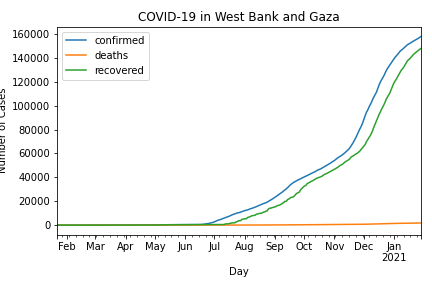 COVID-19 in West Bank and Gaza
confirmed
deaths
recovered
160000
140000
120000
100000
80000
60000
40000
20000
0
Number of Cases
Feb Mar Apr May Jun Jul Aug Sep Oct Nov Dec Jan
2021
Day